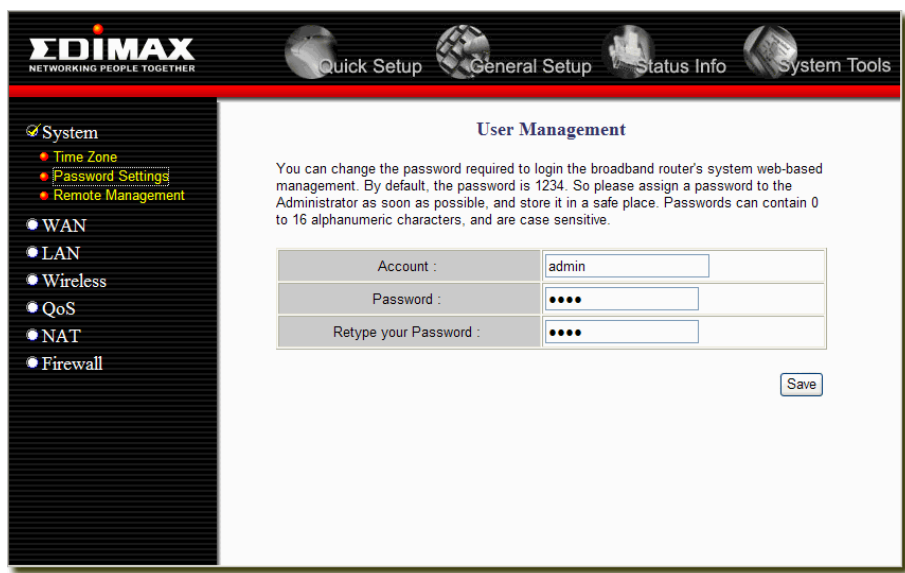 EDIMAX
NETWORKING PEOPLE TOGETHER
Quick Setup
General Setup
Status Info
System Tools
System
Time Zone
Password Settings
Remote Management
WAN
LAN
Wireless
QoS
NAT
Firewall
User Management
You can change the password required to login the broadband router's system web-based
management. By default, the password is 1234. So please assign a password to the
Administrator as soon as possible, and store it in a safe place. Passwords can contain 0
to 16 alphanumeric characters, and are case sensitive.
Account : admin
Password : ●●●●
Retype your Password : ●●●●
Save